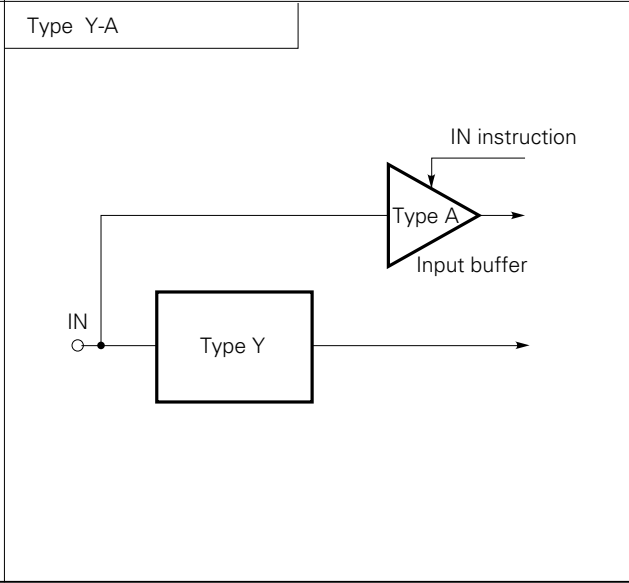 Type Y-A
IN instruction
Type A
Input buffer
IN
Type Y